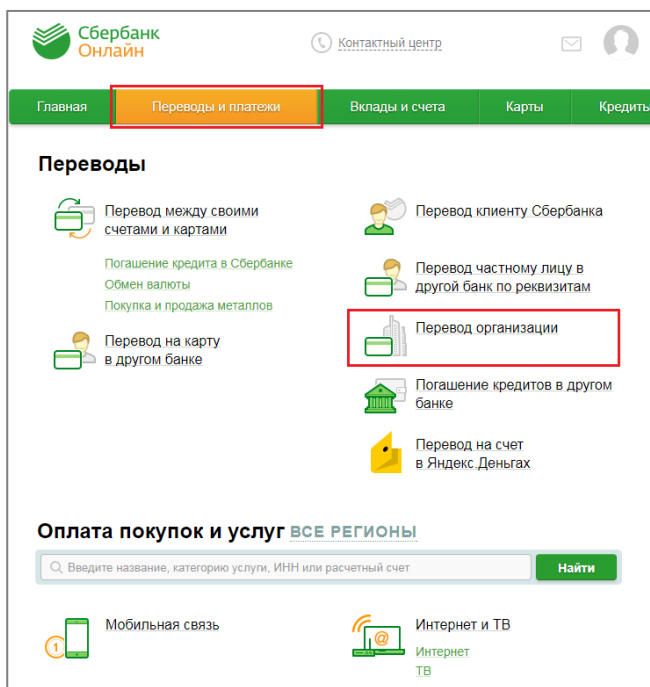 Сбербанк
Онлайн
Контактный центр
Главная
Переводы и платежи
Вклады и счета
Карты
Кредиты
Переводы
Перевод между своими
счетами и картами
Погашение кредита в Сбербанке
Обмен валюты
Покупка и продажа металлов
Перевод на карту
в другом банке
Перевод клиенту Сбербанка
Перевод частному лицу в
другой банк по реквизитам
Перевод организации
Погашение кредитов в другом
банке
Перевод на счет
в Яндекс.Деньгах
Оплата покупок и услуг ВСЕ РЕГИОНЫ
Введите название, категорию услуги, ИНН или расчетный счет
Найти
1
Мобильная связь
@
Интернет и ТВ
Интернет
ТВ